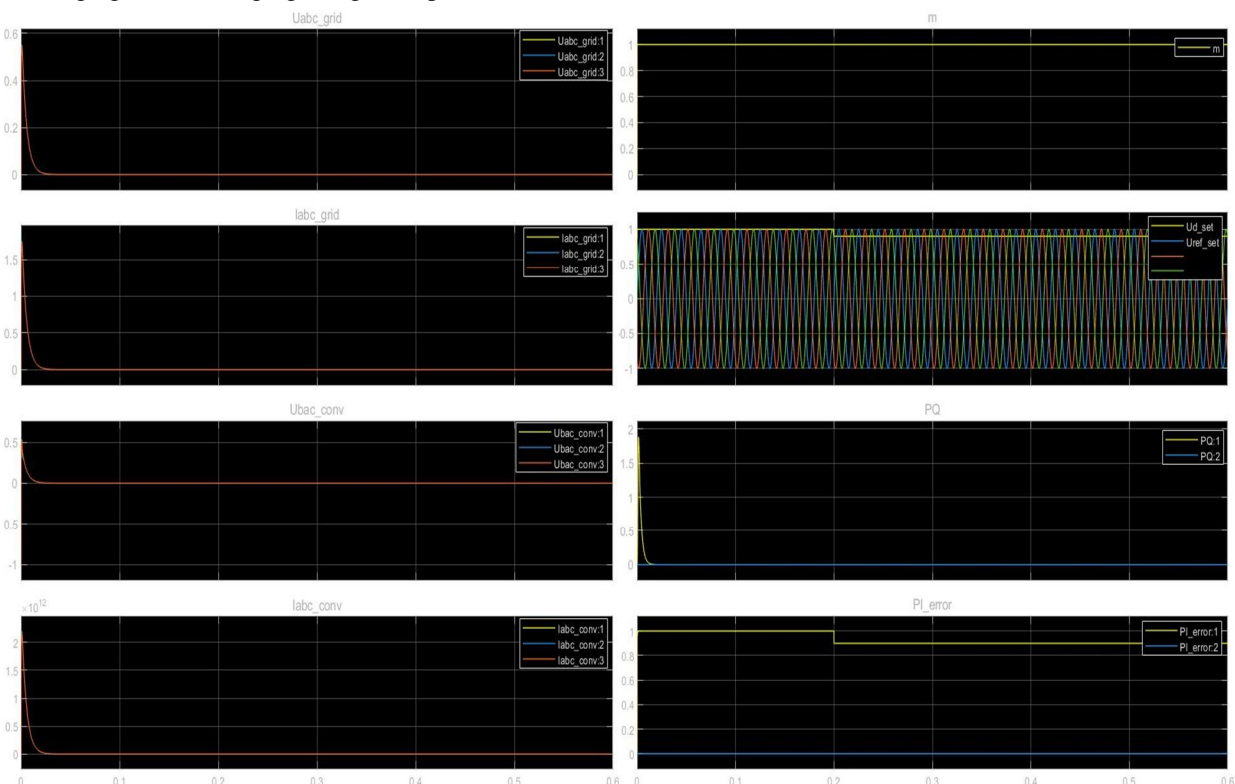 Uabc_grid
0.6
0.4
0.2
0
Uabc_grid:1
Uabc_grid:2
Uabc_grid:3
m
1
0.8
0.6
0.4
0.2
0
m
Iabc_grid
1.5
1
0.5
0
Iabc_grid:1
Iabc_grid:2
Iabc_grid:3
1
0.5
0
-0.5
-1
Ud_set
Uref_set
Ubac_conv
0.5
0
0.5
-1
Ubac_conv:1
Ubac_conv:2
Ubac_conv:3
PQ
2
1.5
1
0.5
0
PQ:1
PQ:2
×10¹²
Iabc_conv
2
1.5
1
0.5
0
Iabc_conv:1
Iabc_conv:2
Iabc_conv:3
0 0.1 0.2 0.3 0.4 0.5 0.6
PI_error
1
0.8
0.6
0.4
0.2
0
PI_error:1
PI_error:2
0 0.1 0.2 0.3 0.4 0.5 0.6